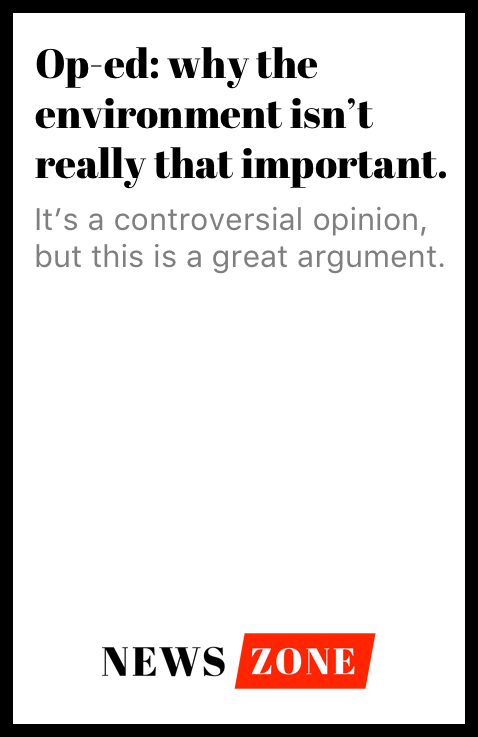 Op-ed: why the
environment isn’t
really that important.
It’s a controversial opinion,
but this is a great argument.
NEWS ZONE